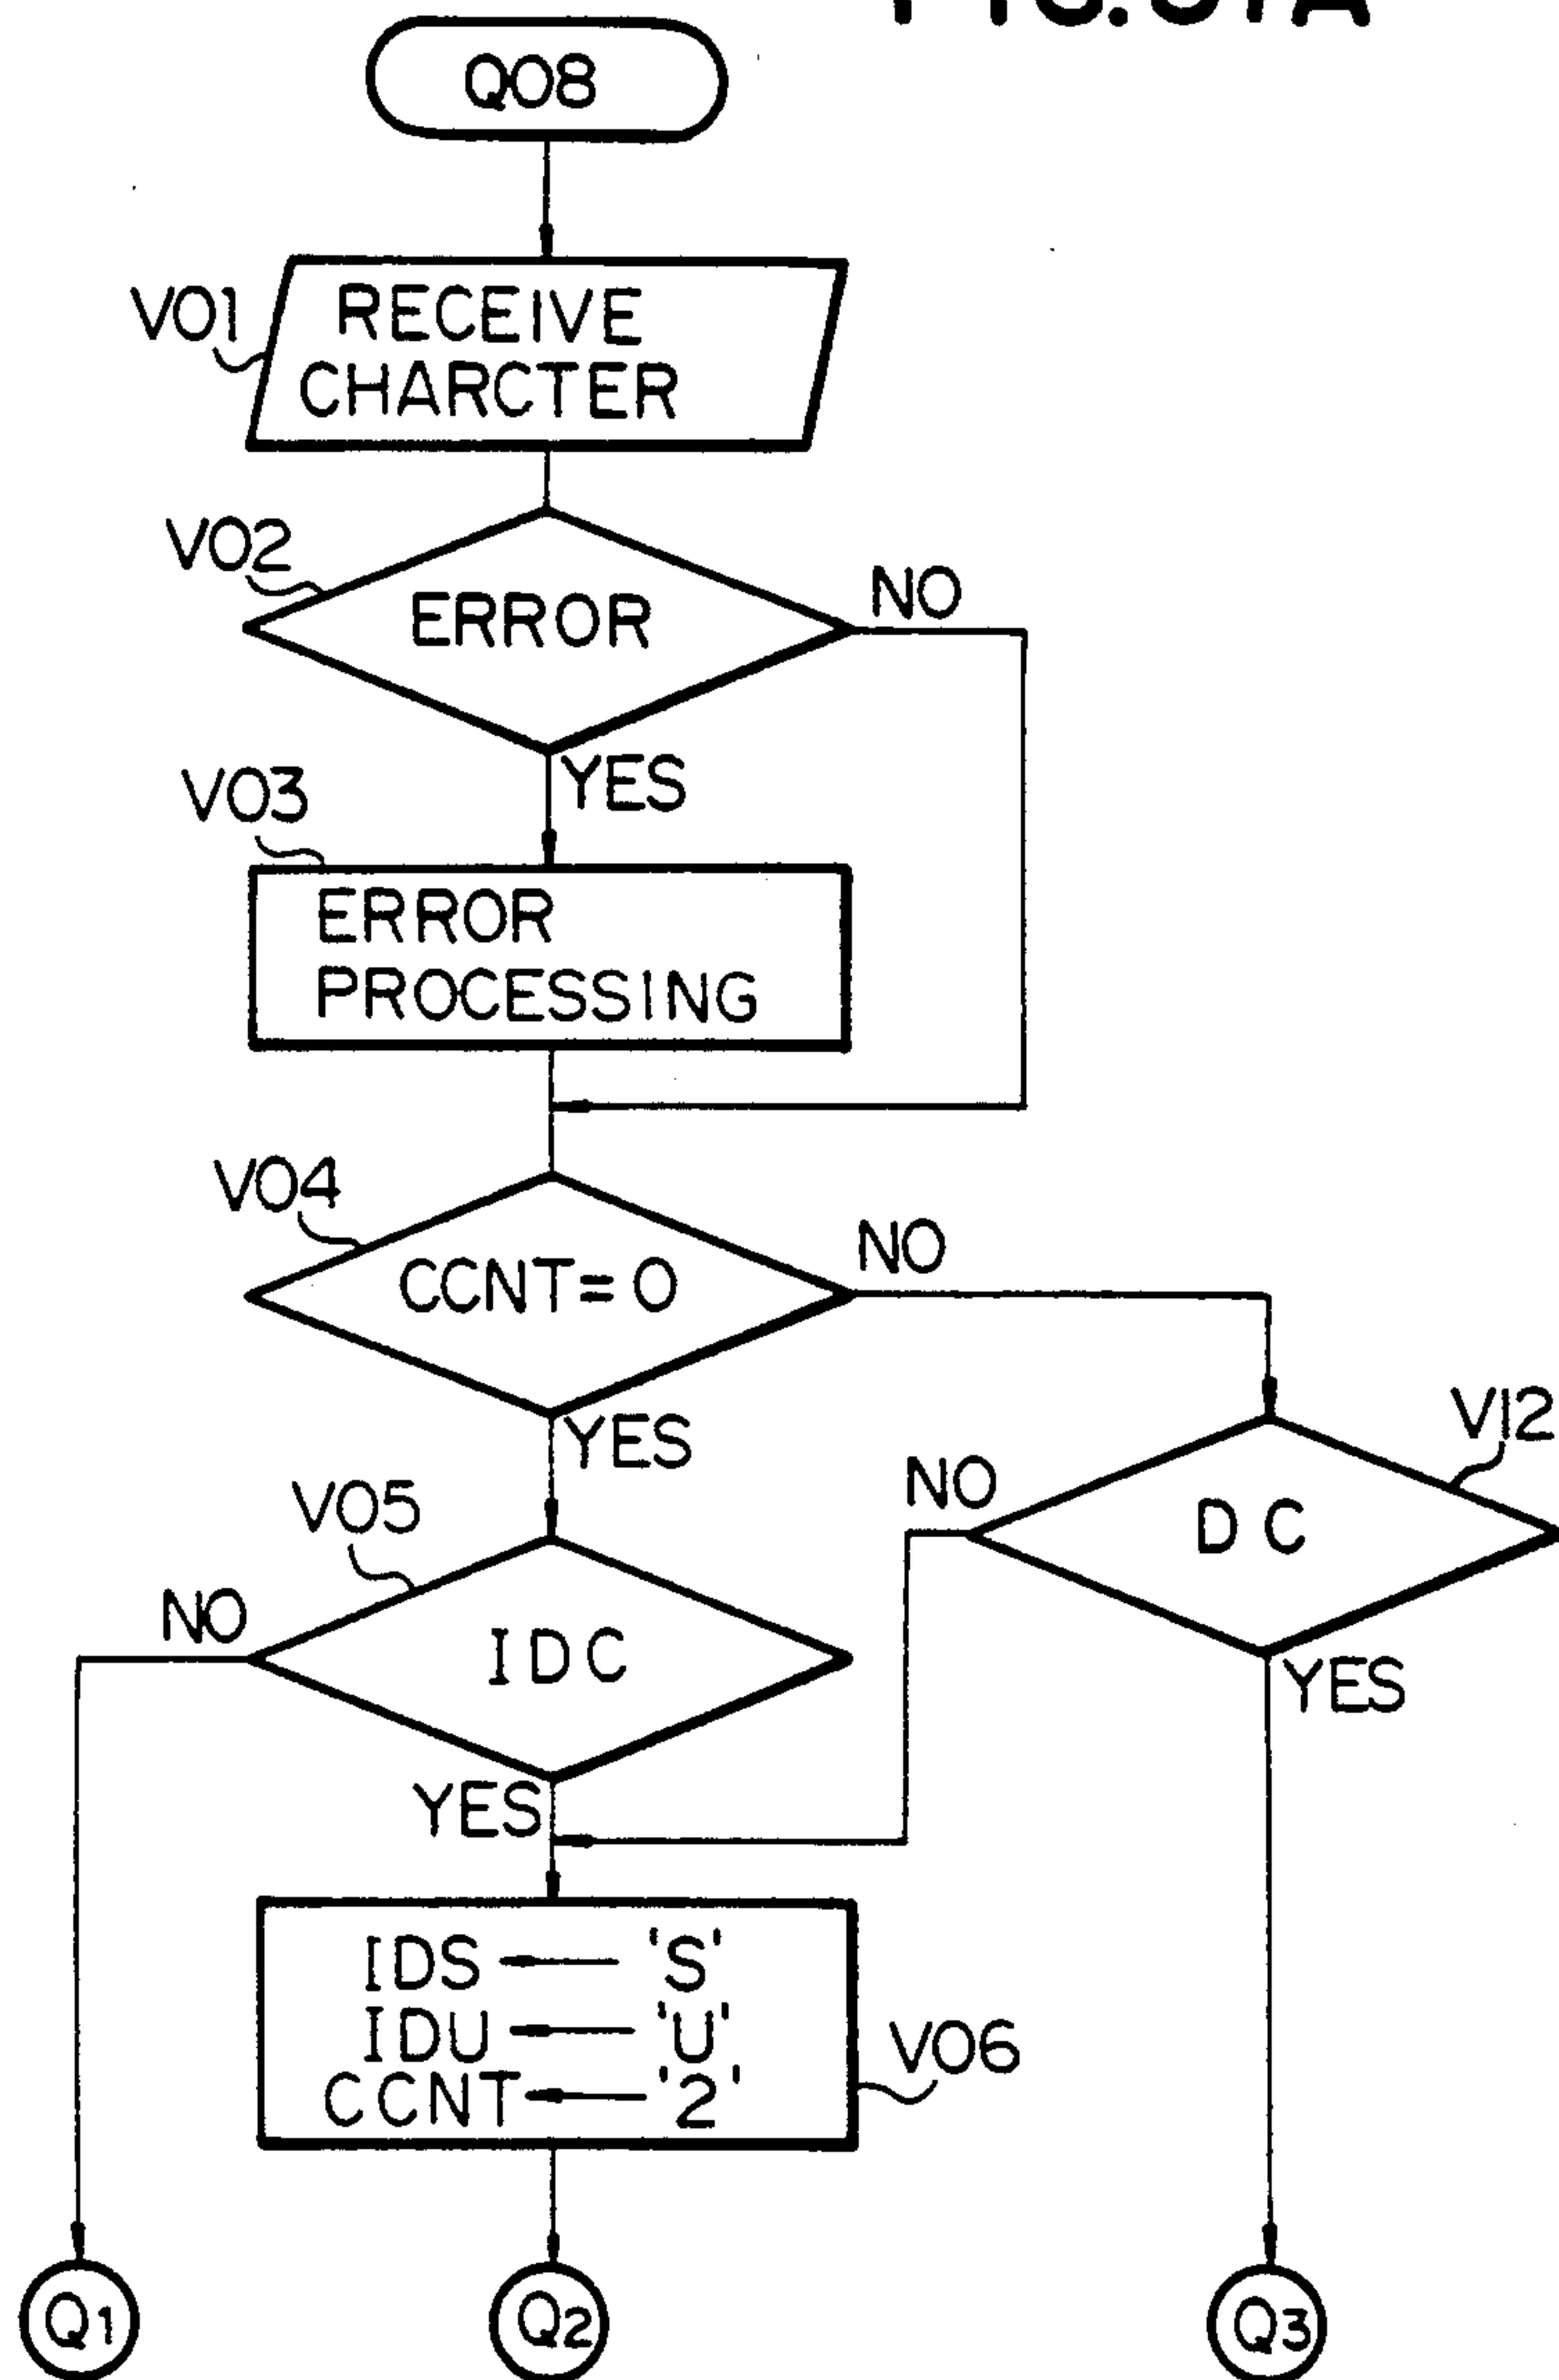 Q08
V01
RECEIVE
CHARCTER
V02
ERROR
NO
YES
V03
ERROR
PROCESSING
V04
CCNT=0
NO
YES
V12
NO
DC
V05
NO
IDC
YES
YES
IDS ← 'S'
IDU ← 'U'
CCNT ← '2'
V06
Q1
Q2
Q3